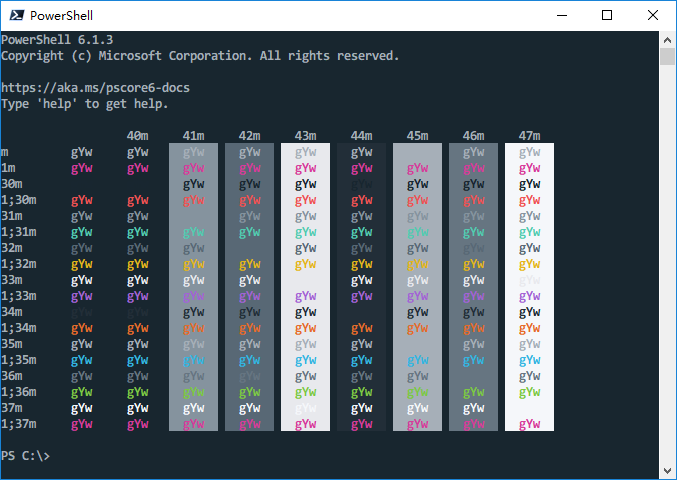 PowerShell
PowerShell 6.1.3
Copyright (c) Microsoft Corporation. All rights reserved.
https://aka.ms/pscore6-docs
Type 'help' to get help.
40m 41m 42m 43m 44m 45m 46m 47m
m gYw gYw gYw gYw gYw gYw gYw gYw
1m gYw gYw gYw gYw gYw gYw gYw gYw gYw
30m gYw gYw gYw gYw gYw gYw gYw
1;30m gYw gYw gYw gYw gYw gYw gYw gYw gYw
31m gYw gYw gYw gYw gYw gYw gYw gYw
1;31m gYw gYw gYw gYw gYw gYw gYw gYw gYw
32m gYw gYw gYw gYw gYw gYw gYw gYw
1;32m gYw gYw gYw gYw gYw gYw gYw gYw gYw
33m gYw gYw gYw gYw gYw gYw gYw gYw
1;33m gYw gYw gYw gYw gYw gYw gYw gYw gYw
34m gYw gYw gYw gYw gYw gYw gYw gYw
1;34m gYw gYw gYw gYw gYw gYw gYw gYw gYw
35m gYw gYw gYw gYw gYw gYw gYw gYw
1;35m gYw gYw gYw gYw gYw gYw gYw gYw gYw
36m gYw gYw gYw gYw gYw gYw gYw gYw
1;36m gYw gYw gYw gYw gYw gYw gYw gYw gYw
37m gYw gYw gYw gYw gYw gYw gYw gYw
1;37m gYw gYw gYw gYw gYw gYw gYw gYw gYw
PS C:\>